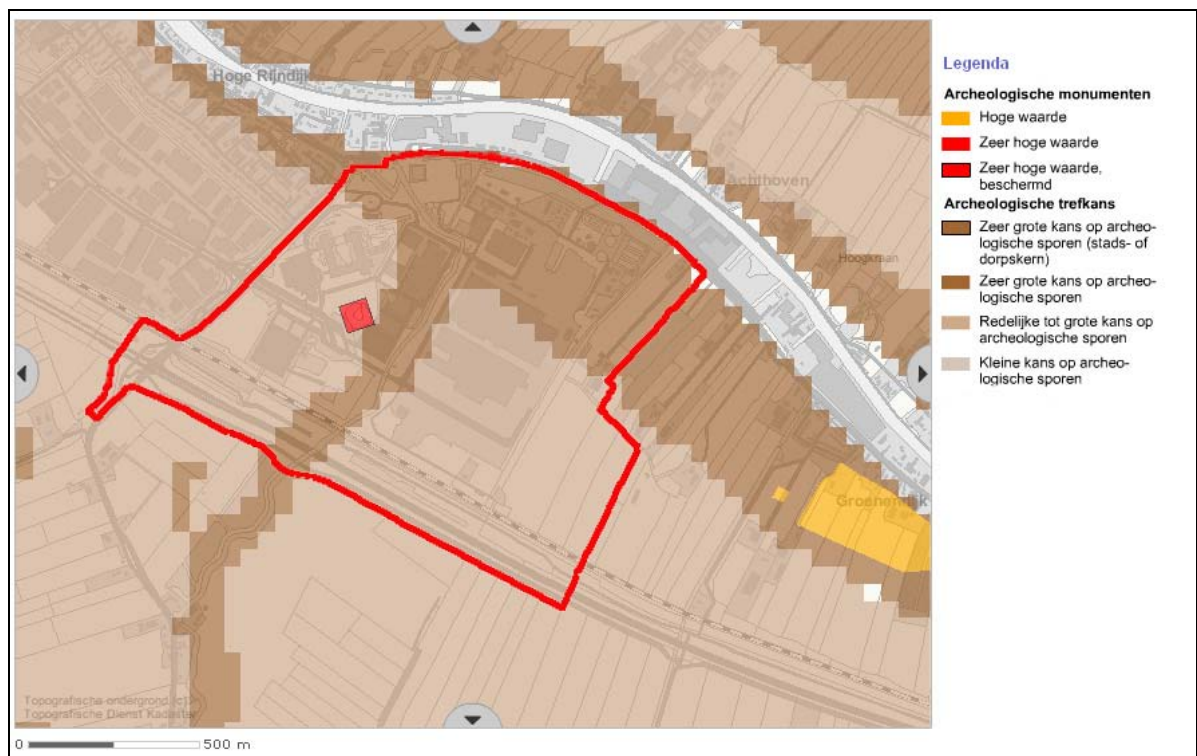 Hoge Rijndijk
Achthoven
Hoogkraan
Groenendijk
Topografische ondergrond (c):
Topografische Dienst Kadaster
0 500 m
Legenda
Archeologische monumenten
Hoge waarde
Zeer hoge waarde
Zeer hoge waarde,
beschermd
Archeologische trefkans
Zeer grote kans op archeo-
logische sporen (stads- of
dorpskern)
Zeer grote kans op archeo-
logische sporen
Redelijke tot grote kans op
archeologische sporen
Kleine kans op archeo-
logische sporen